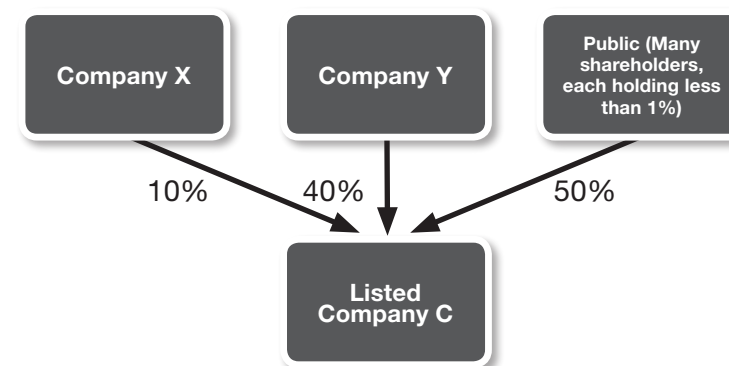 Company X
Company Y
Public (Many
shareholders,
each holding less
than 1%)
10%
40%
50%
Listed
Company C